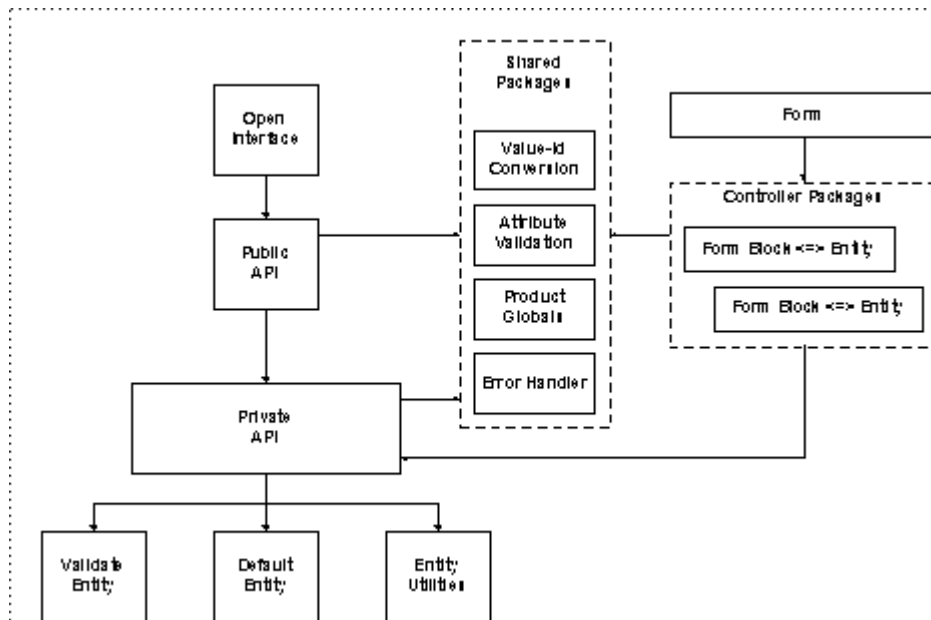 Shared
Packages
Open
Interface
Form
Value-Id
Conversion
Controller Packages
Attribute
Validation
Public
API
Form Block <=> Entity
Product
Globals
Form Block <=> Entity
Error Handler
Private
API
Validate
Entity
Default
Entity
Entity
Utilities